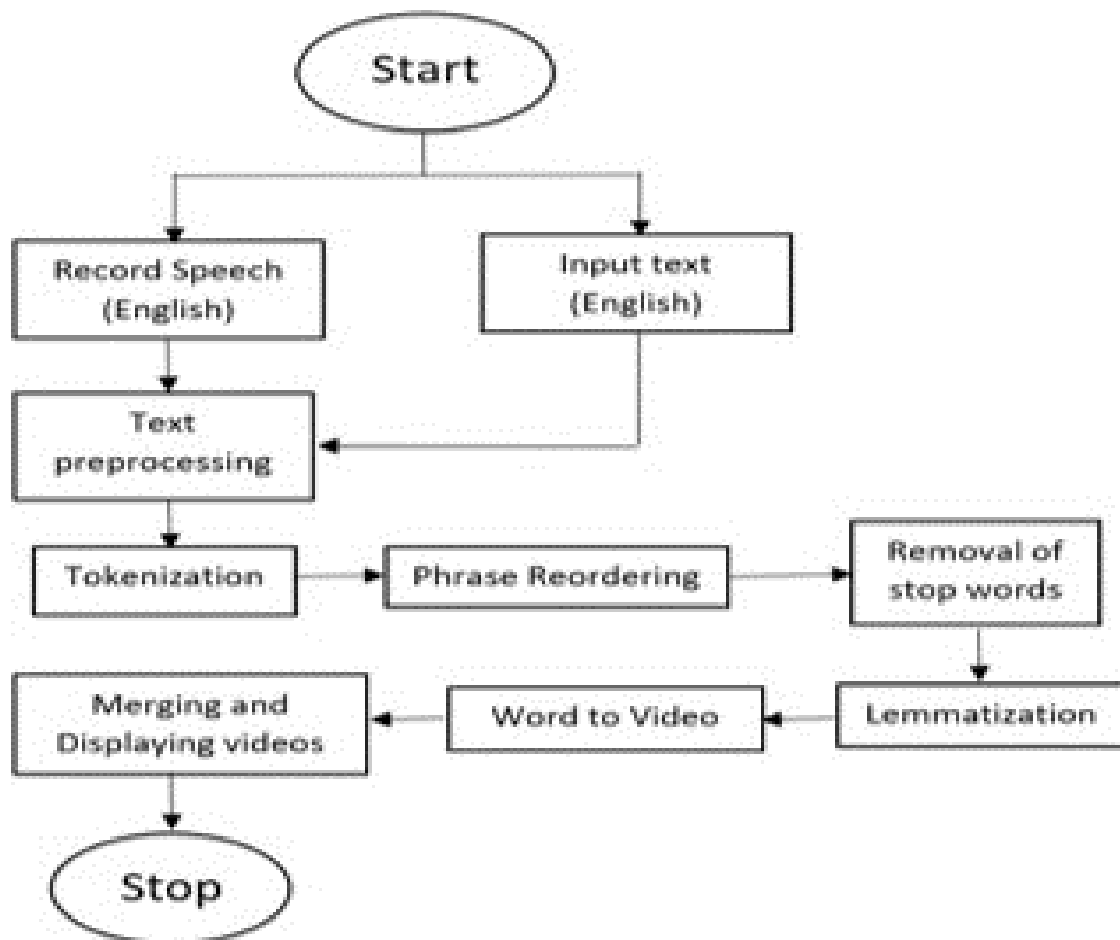 Start
Record Speech
(English)
Input text
(English)
Text
preprocessing
Tokenization
Phrase Reordering
Removal of
stop words
Lemmatization
Word to Video
Merging and
Displaying videos
Stop